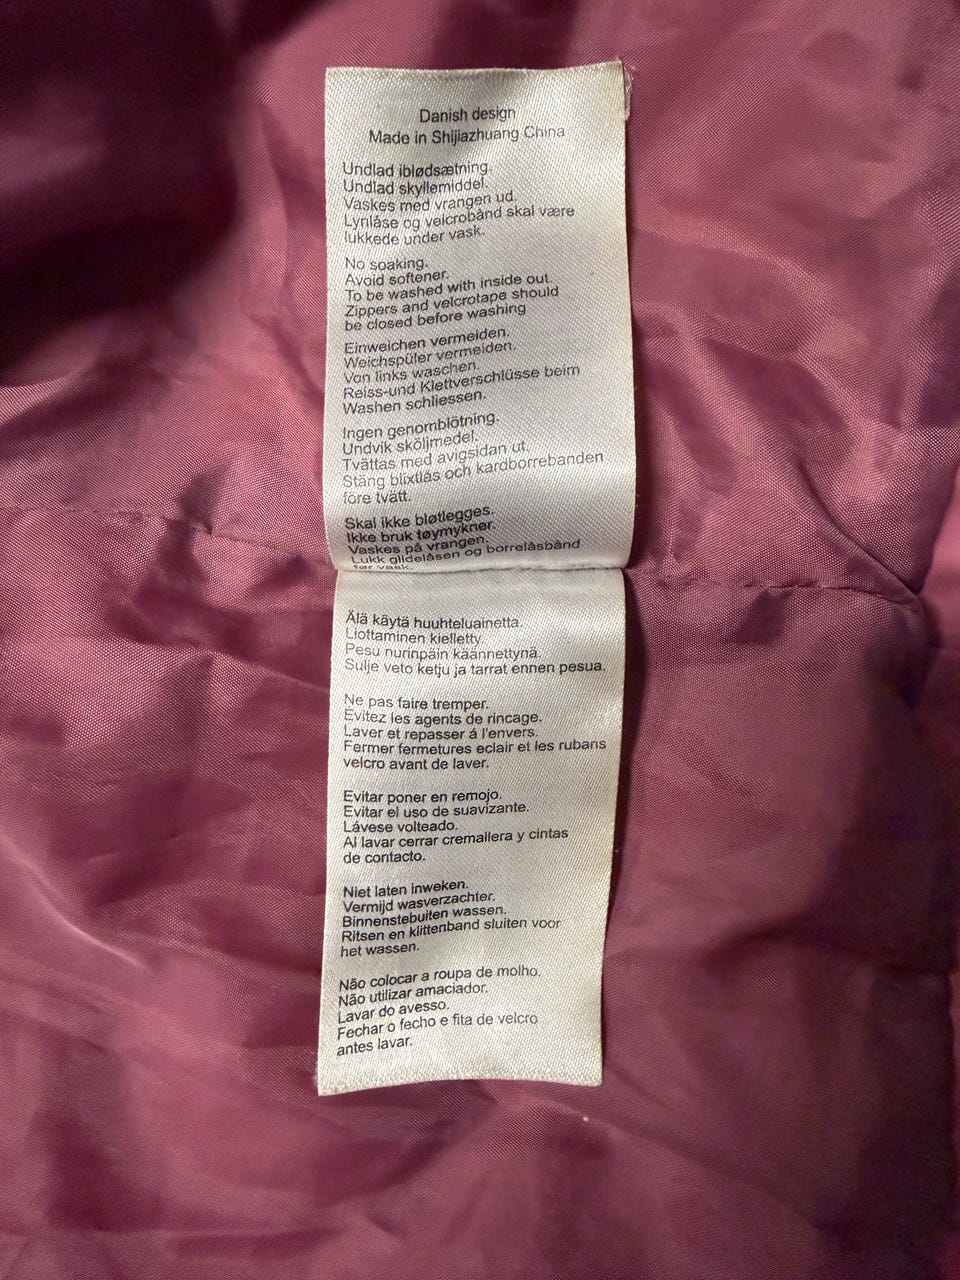 Danish design
Made in Shijiazhuang China
Undlad iblødsætning.
Undlad skyllemiddel.
Vaskes med vrangen ud.
Lynlåse og velcrobånd skal være
lukkede under vask.
No soaking.
Avoid softener.
To be washed with inside out.
Zippers and velcrotape should
be closed before washing
Einweichen vermeiden.
Weichspüler vermeiden.
Von links waschen.
Reiss-und Klettverschlüsse beim
Washen schliessen.
Ingen genomblötning.
Undvik sköljmedel.
Tvättas med avigsidan ut.
Stäng blixtlås och kardborrebanden
före tvätt.
Skal ikke bløtlegges.
Ikke bruk tøymykner.
Vaskes på vrangen.
Lukk glidelåsen og borrelåsbånd
før vask.
Älä käytä huuhteluainetta.
Liottaminen kielletty.
Pesu nurinpäin käännettynä.
Sulje veto ketju ja tarrat ennen pesua.
Ne pas faire tremper.
Évitez les agents de rincage.
Laver et repasser á l'envers.
Fermer fermetures eclair et les rubans
velcro avant de laver.
Evitar poner en remojo.
Evitar el uso de suavizante.
Lávese volteado.
Al lavar cerrar cremallera y cintas
de contacto.
Niet laten inweken.
Vermijd wasverzachter.
Binnenstebuiten wassen.
Ritsen en klittenband sluiten voor
het wassen.
Não colocar a roupa de molho.
Não utilizar amaciador.
Lavar do avesso.
Fechar o fecho e fita de velcro
antes lavar.